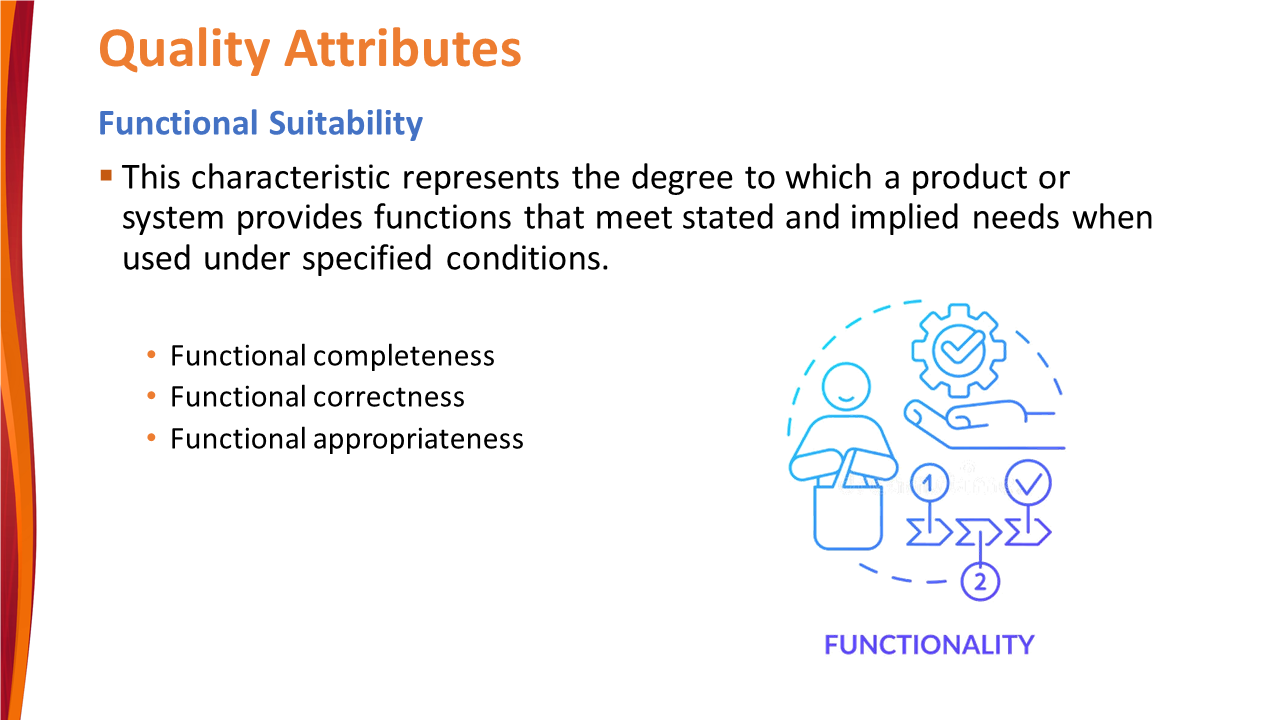 Quality Attributes
Functional Suitability
▪ This characteristic represents the degree to which a product or
system provides functions that meet stated and implied needs when
used under specified conditions.
• Functional completeness
• Functional correctness
• Functional appropriateness
1
2
FUNCTIONALITY